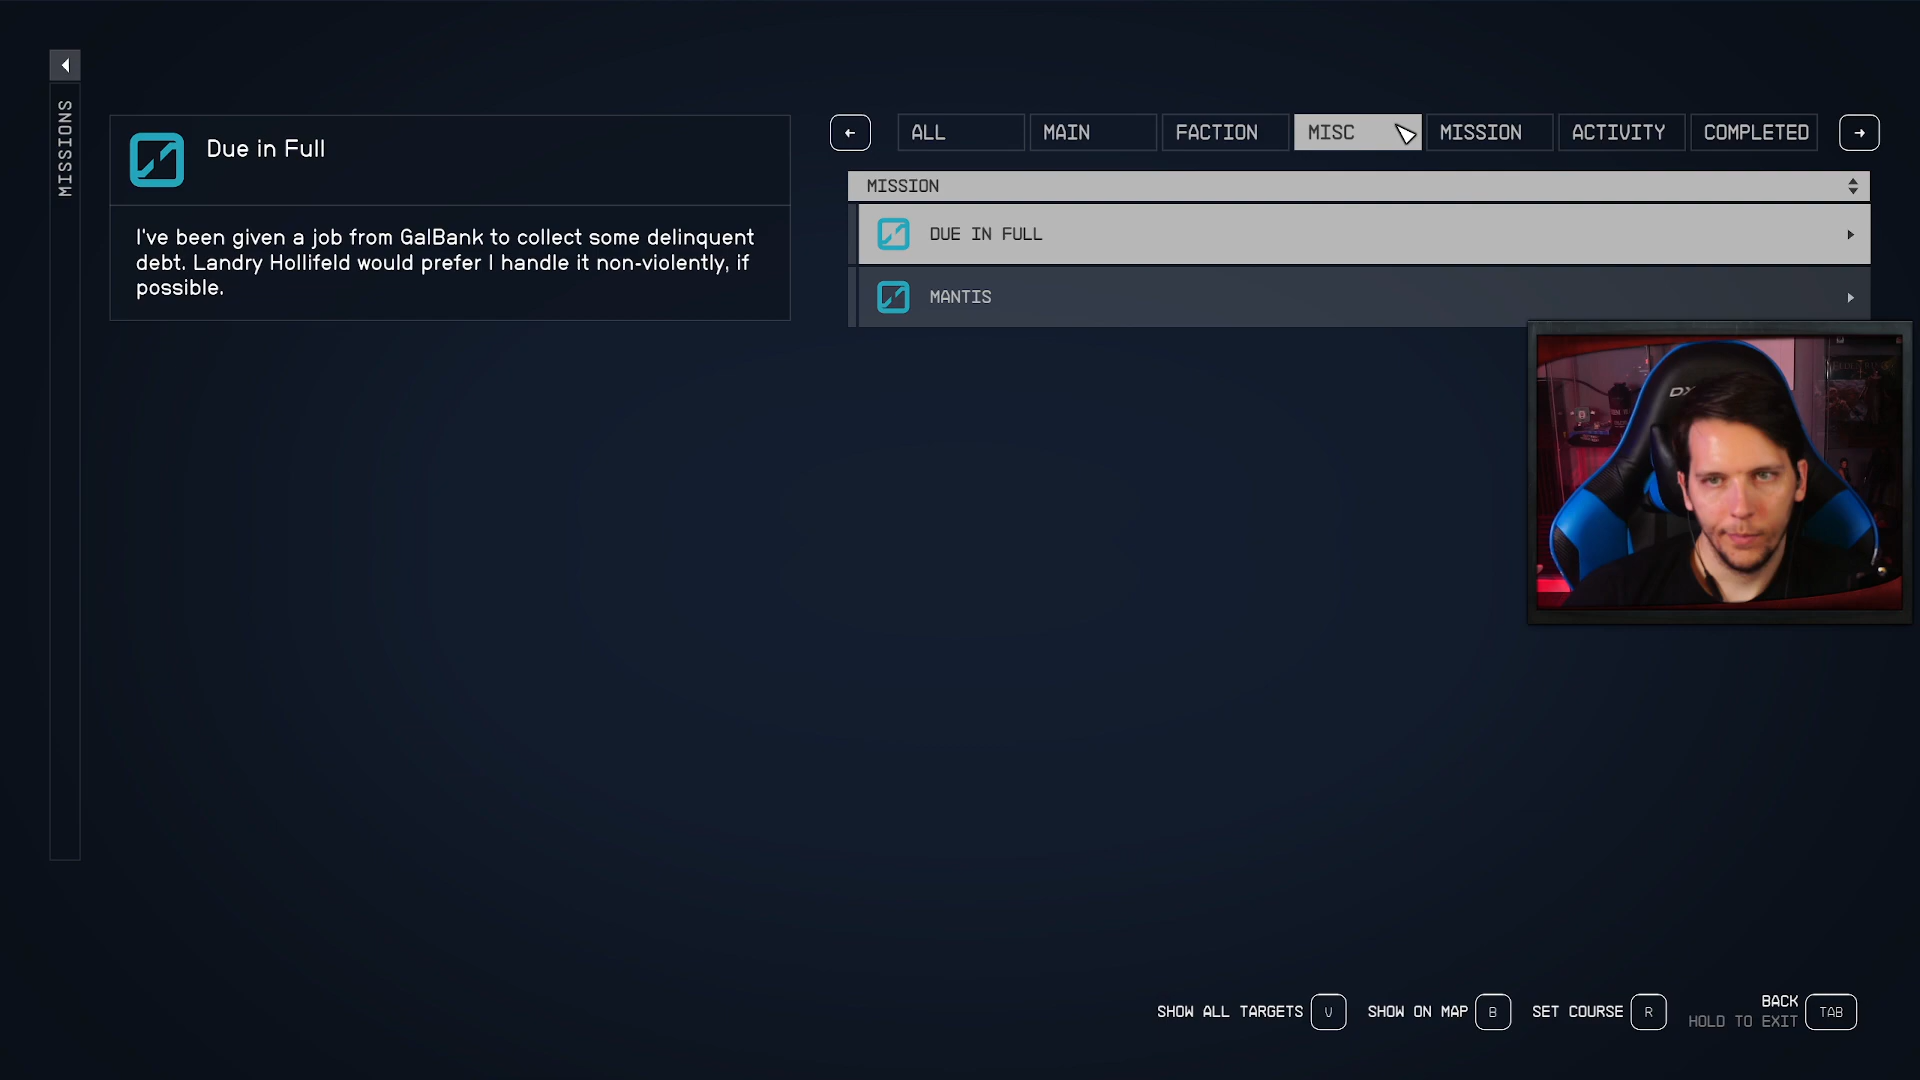 MISSIONS
Due in Full
I've been given a job from GalBank to collect some delinquent
debt. Landry Hollifeld would prefer I handle it non-violently, if
possible.
← ALL MAIN FACTION MISC MISSION ACTIVITY COMPLETED →
MISSION
DUE IN FULL
MANTIS
DX
SHOW ALL TARGETS V SHOW ON MAP B SET COURSE R BACK TAB
HOLD TO EXIT